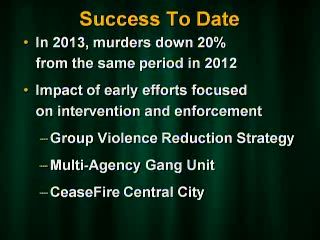 Success To Date
• In 2013, murders down 20%
from the same period in 2012
• Impact of early efforts focused
on intervention and enforcement
–Group Violence Reduction Strategy
–Multi-Agency Gang Unit
–CeaseFire Central City